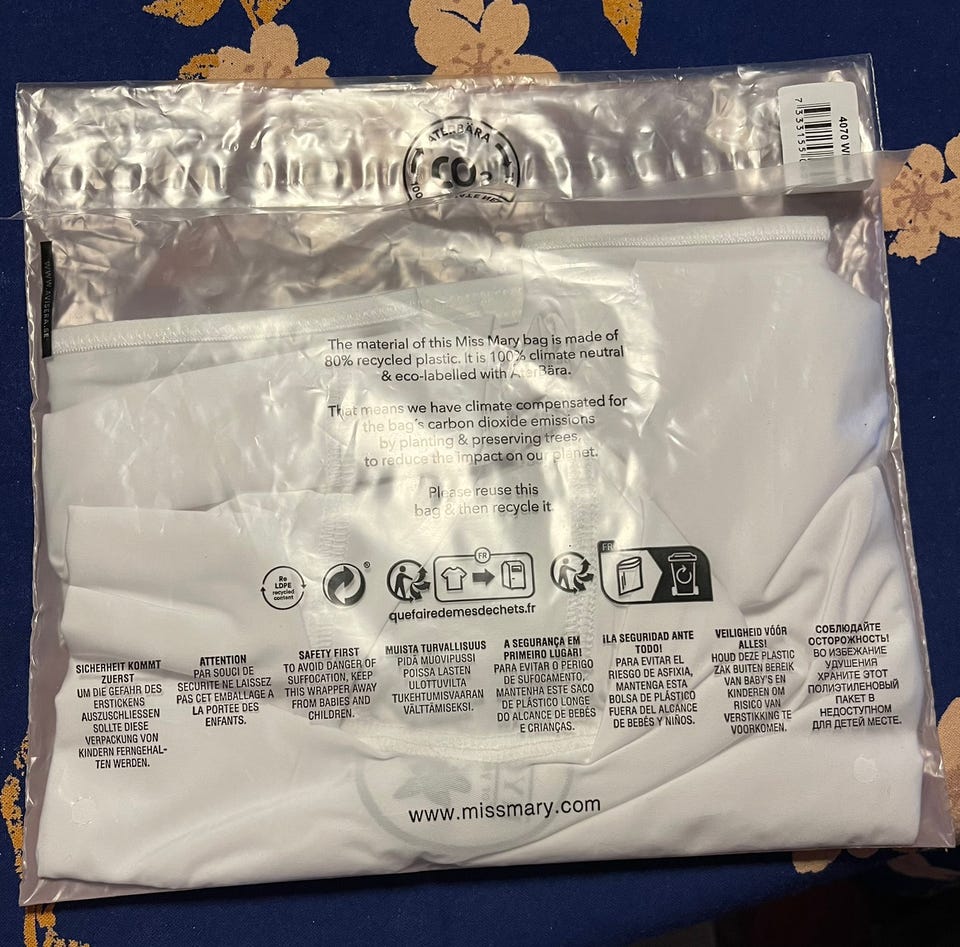 ATERBÄRA
CO₂
733155
4070
WWW.AVISERA.SE
The material of this Miss Mary bag is made of
80% recycled plastic. It is 100% climate neutral
& eco-labelled with AterBära.
That means we have climate compensated for
the bag's carbon dioxide emissions
by planting & preserving trees,
to reduce the impact on our planet.
Please reuse this
bag & then recycle it.
Re
LDPE
recycled
content
®
FR
FR
quefairedemesdechets.fr
SICHERHEIT KOMMT
ZUERST
UM DIE GEFAHR DES
ERSTICKENS
AUSZUSCHLIESSEN
SOLLTE DIESE
VERPACKUNG VON
KINDERN FERNGEHAL-
TEN WERDEN.
ATTENTION
PAR SOUCI DE
SECURITE NE LAISSEZ
PAS CET EMBALLAGE A
LA PORTEE DES
ENFANTS.
SAFETY FIRST
TO AVOID DANGER OF
SUFFOCATION, KEEP
THIS WRAPPER AWAY
FROM BABIES AND
CHILDREN.
MUISTA TURVALLISUUS
PIDÄ MUOVIPUSSI
POISSA LASTEN
ULOTTUVILTA
TUKEHTUMISVAARAN
VÄLTTÄMISEKSI.
A SEGURANÇA EM
PRIMEIRO LUGAR!
PARA EVITAR O PERIGO
DE SUFOCAMENTO,
MANTENHA ESTE SACO
DE PLÁSTICO LONGE
DO ALCANCE DE BEBÉS
E CRIANÇAS.
¡LA SEGURIDAD ANTE
TODO!
PARA EVITAR EL
RIESGO DE ASFIXIA,
MANTENGA ESTA
BOLSA DE PLÁSTICO
FUERA DEL ALCANCE
DE BEBÉS Y NIÑOS.
VEILIGHEID VÓÓR
ALLES!
HOUD DEZE PLASTIC
ZAK BUITEN BEREIK
VAN BABY'S EN
KINDEREN OM
RISICO VAN
VERSTIKKING TE
VOORKOMEN.
СОБЛЮДАЙТЕ
ОСТОРОЖНОСТЬ!
ВО ИЗБЕЖАНИЕ
УДУШЕНИЯ
ХРАНИТЕ ЭТОТ
ПОЛИЭТИЛЕНОВЫЙ
ПАКЕТ В
НЕДОСТУПНОМ
ДЛЯ ДЕТЕЙ МЕСТЕ.
www.missmary.com